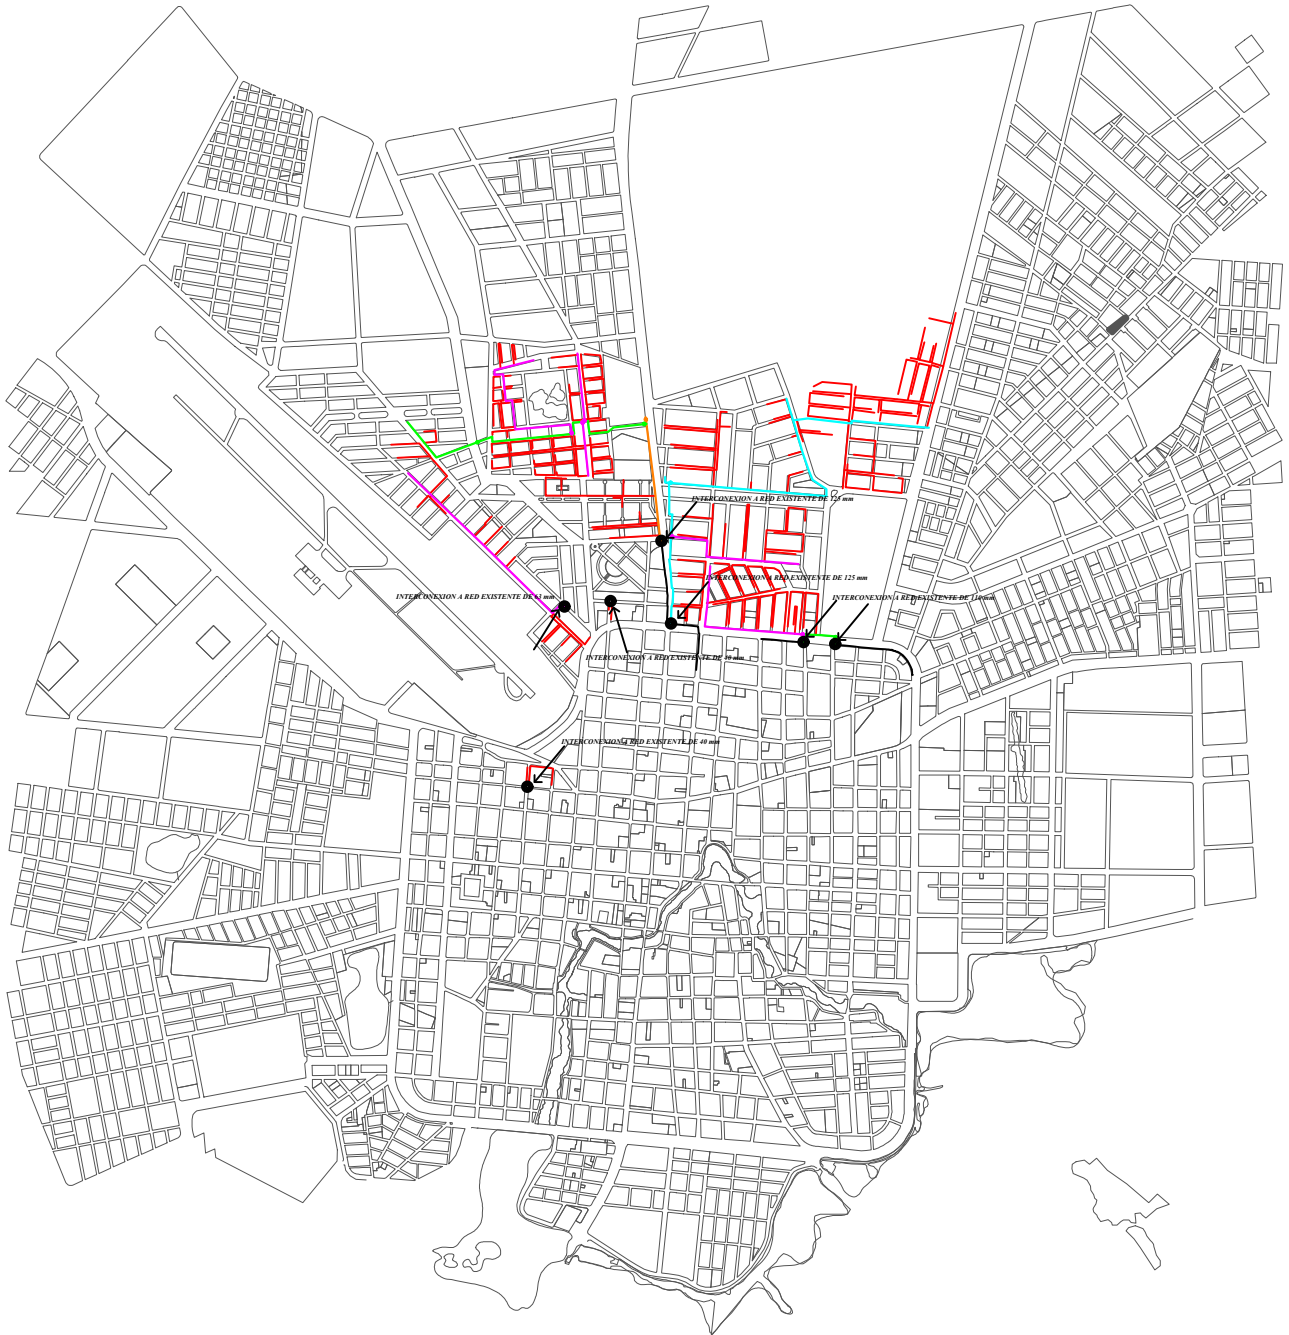 INTERCONEXION A RED EXISTENTE DE 125 mm
INTERCONEXION A RED EXISTENTE DE 125 mm
INTERCONEXION A RED EXISTENTE DE 63 mm
INTERCONEXION A RED EXISTENTE DE 110 mm
INTERCONEXION A RED EXISTENTE DE 40 mm
INTERCONEXION A RED EXISTENTE DE 40 mm